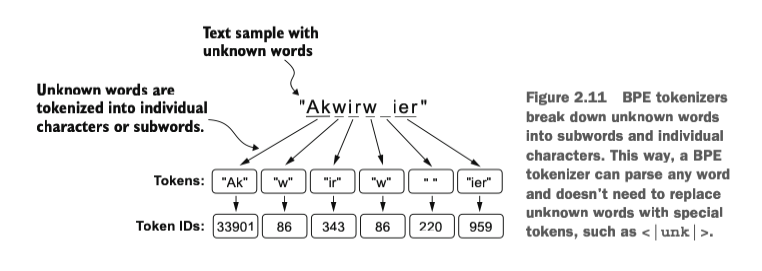 Text sample with
unknown words
Unknown words are
tokenized into individual
characters or subwords.
"Akwirw ier"
Tokens: "Ak" "w" "ir" "w" " " "ier"
Token IDs: 33901 86 343 86 220 959
Figure 2.11 BPE tokenizers
break down unknown words
into subwords and individual
characters. This way, a BPE
tokenizer can parse any word
and doesn't need to replace
unknown words with special
tokens, such as <|unk|>.